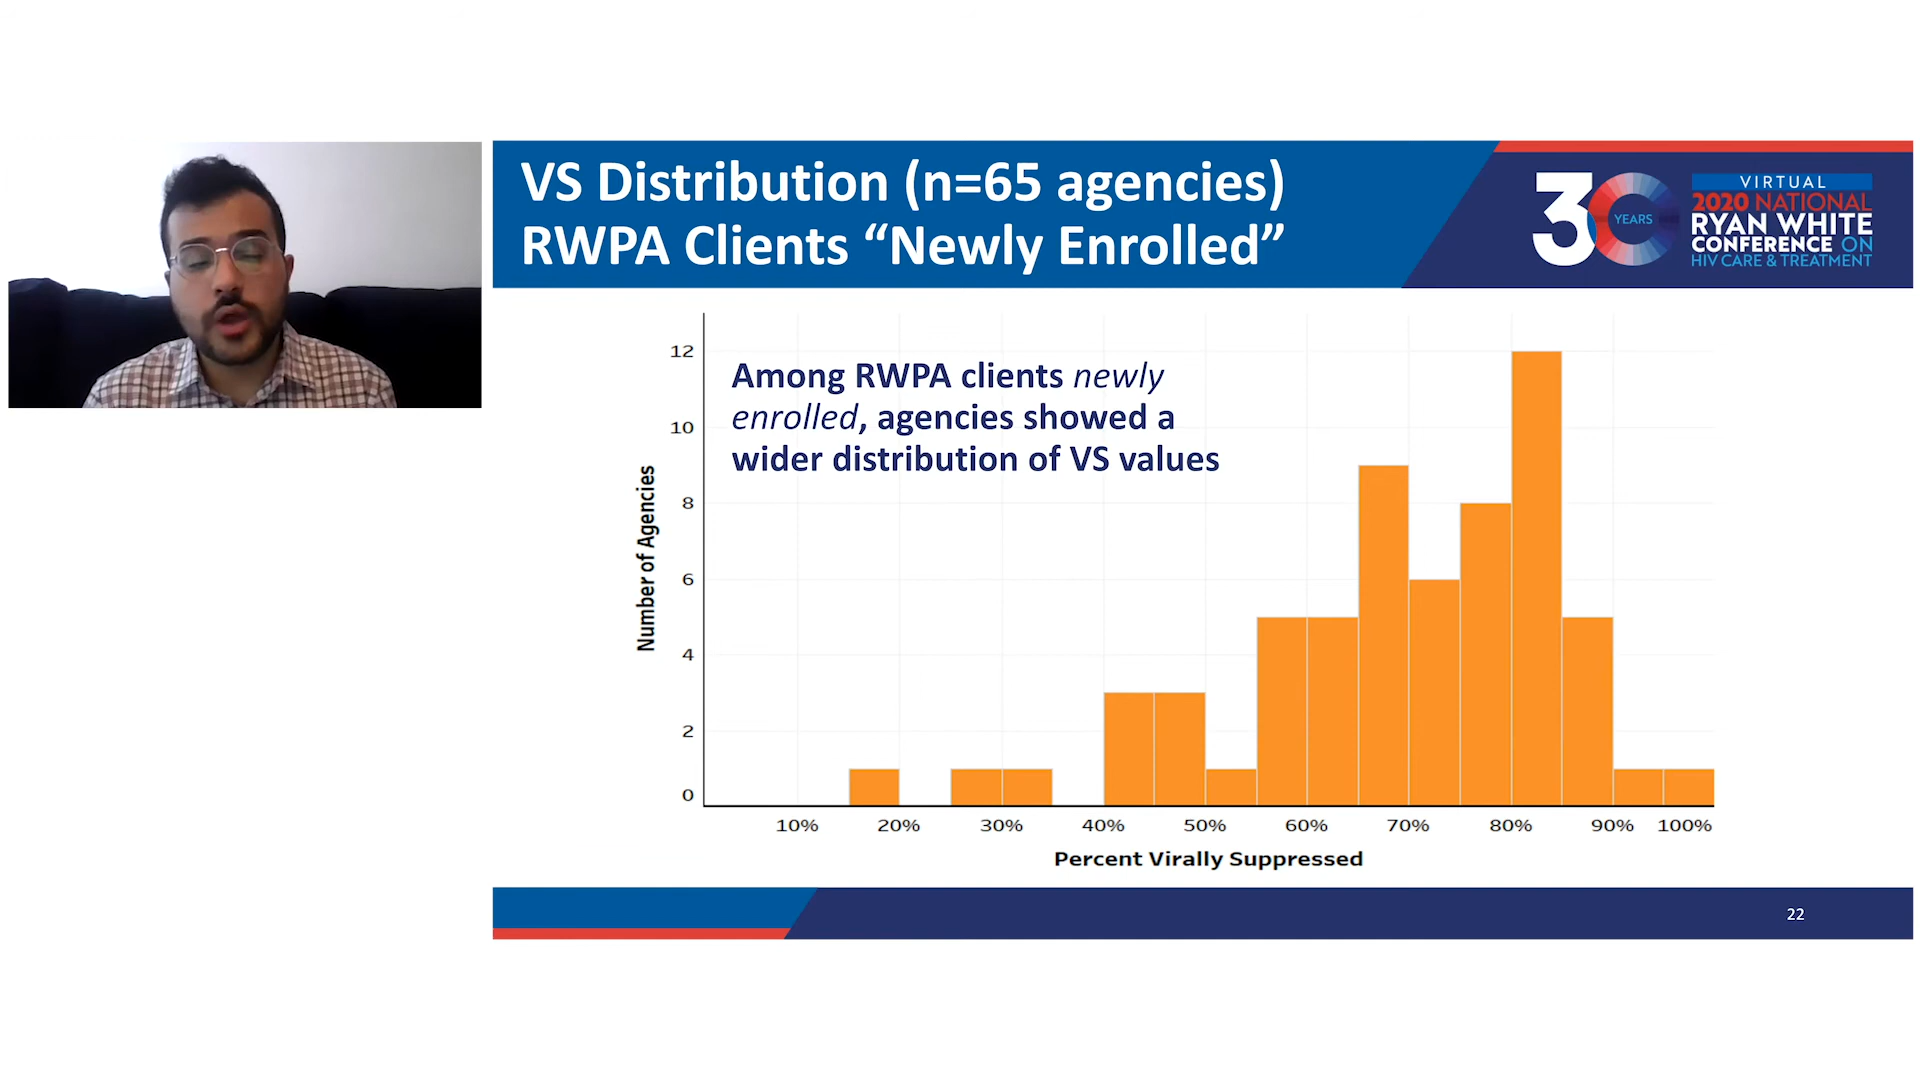 VS Distribution (n=65 agencies)
RWPA Clients “Newly Enrolled”
30 YEARS
VIRTUAL
2020 NATIONAL
RYAN WHITE
CONFERENCE ON
HIV CARE & TREATMENT
Among RWPA clients newly
enrolled, agencies showed a
wider distribution of VS values
Number of Agencies
12
10
8
6
4
2
0
10% 20% 30% 40% 50% 60% 70% 80% 90% 100%
Percent Virally Suppressed
22